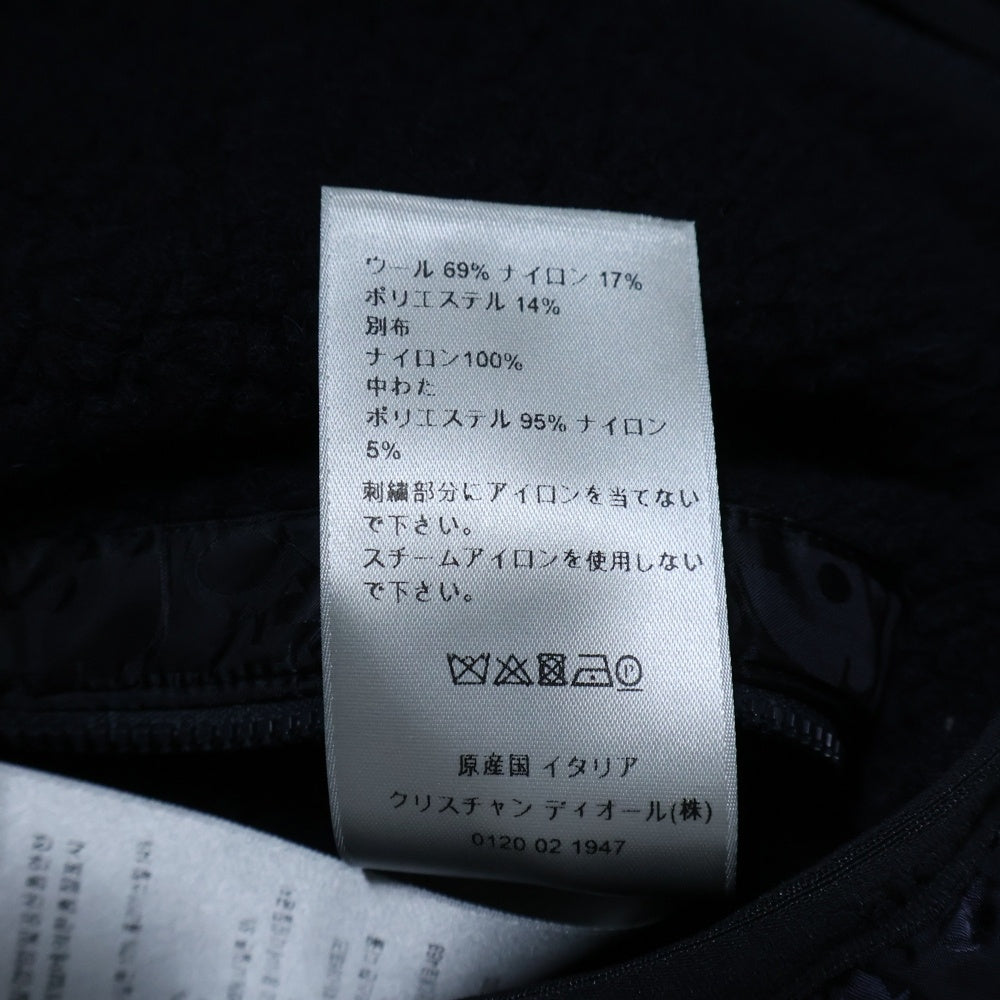 ウール 69% ナイロン 17%
ポリエステル 14%
別布
ナイロン100%
中わた
ポリエステル 95% ナイロン
5%
刺繍部分にアイロンを当てない
で下さい。
スチームアイロンを使用しない
で下さい。
P
原産国 イタリア
クリスチャン ディオール(株)
0120 02 1947